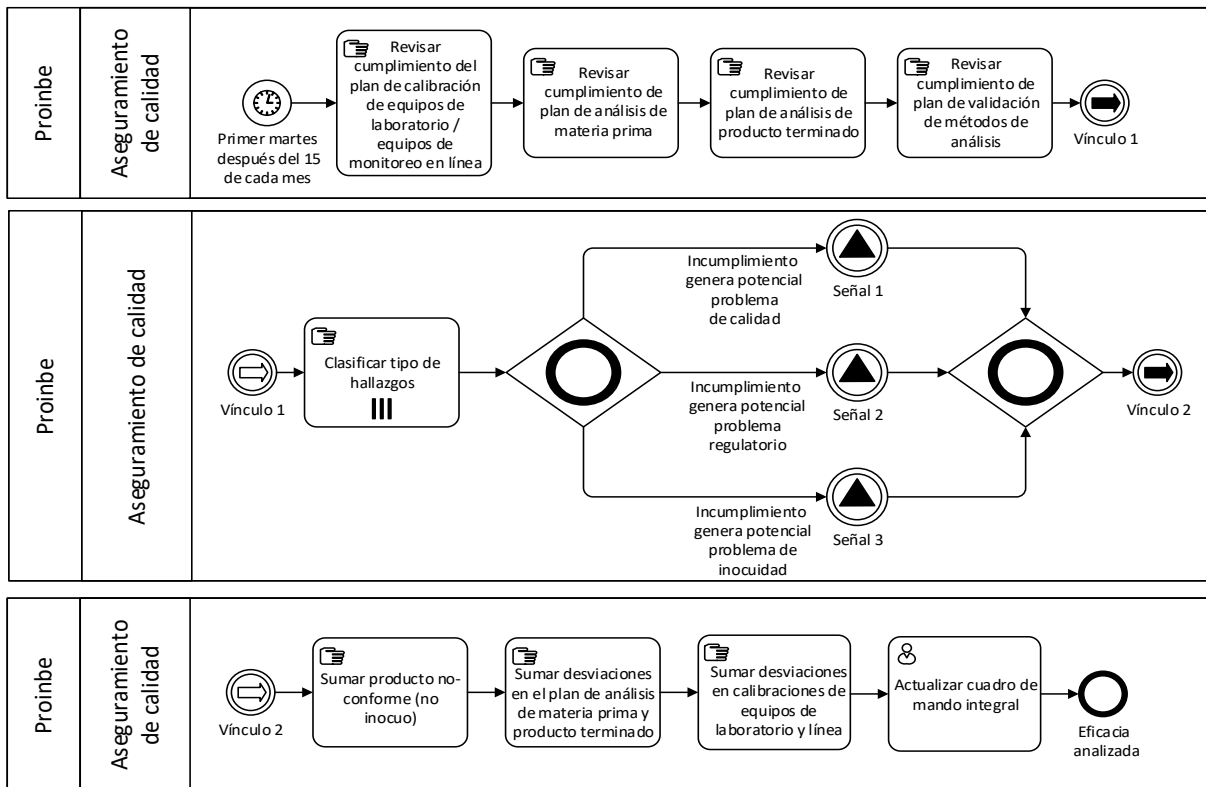 Proinbe
Aseguramiento
de calidad
Primer martes
después del 15
de cada mes
Revisar
cumplimiento del
plan de calibración
de equipos de
laboratorio /
equipos de
monitoreo en línea
Revisar
cumplimiento
de plan de
análisis de
materia prima
Revisar
cumplimiento
de plan de
análisis de
producto terminado
Revisar
cumplimiento
de plan de validación
de métodos de
análisis
Vínculo 1
Proinbe
Aseguramiento de calidad
Vínculo 1
Clasificar tipo de
hallazgos
Incumplimiento
genera potencial
problema
de calidad
Señal 1
Incumplimiento
genera potencial
problema
regulatorio
Señal 2
Incumplimiento
genera potencial
problema de
inocuidad
Señal 3
Vínculo 2
Proinbe
Aseguramiento
de calidad
Vínculo 2
Sumar producto no-
conforme (no
inocuo)
Sumar desviaciones
en el plan de análisis
de materia prima y
producto terminado
Sumar desviaciones
en calibraciones de
equipos de
laboratorio y línea
Actualizar cuadro de
mando integral
Eficacia
analizada